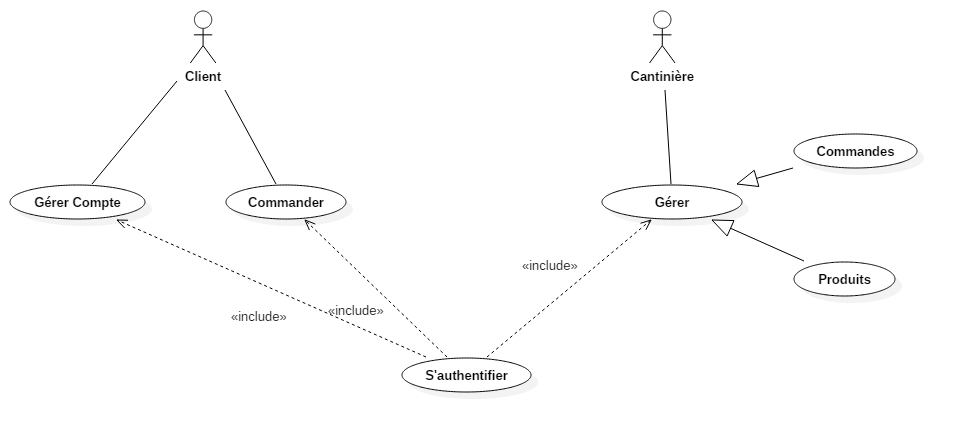 Client
Cantinière
Commandes
Gérer Compte
Commander
Gérer
«include»
Produits
«include»
«include»
S'authentifier